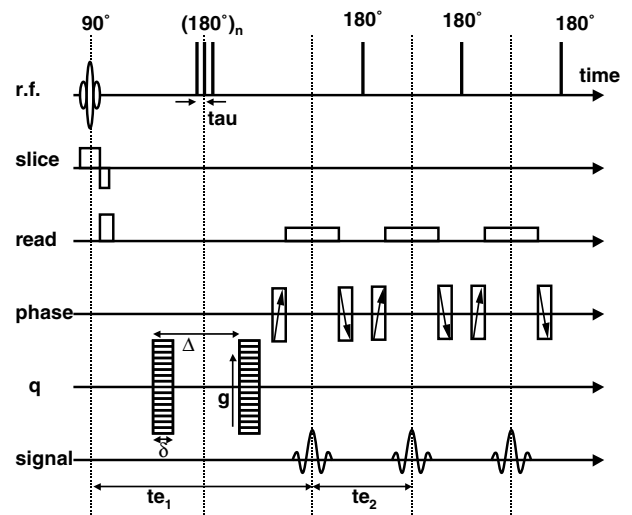 90° (180°)n 180° 180° 180°
r.f. time
tau
slice
read
phase
Δ
q g
δ
signal
te1 te2